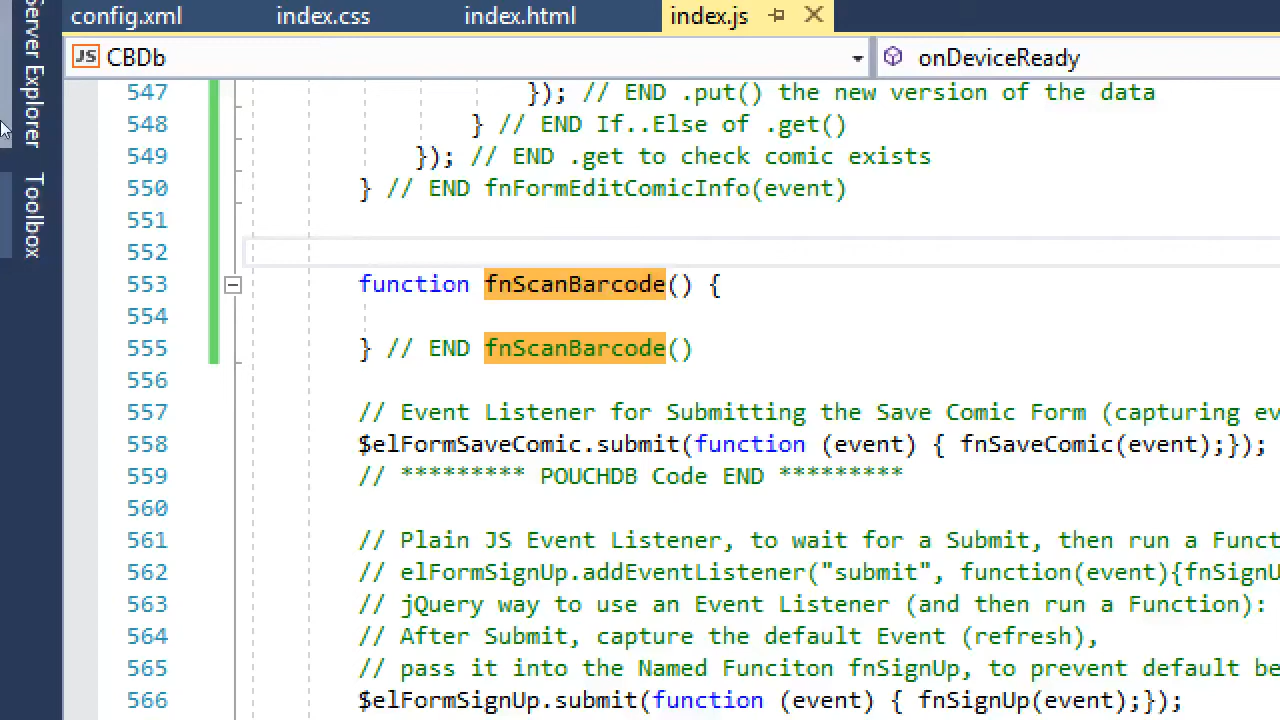 config.xml index.css index.html index.js
Server Explorer
Toolbox
JS CBDb onDeviceReady
547 }); // END .put() the new version of the data
548 } // END If..Else of .get()
549 }); // END .get to check comic exists
550 } // END fnFormEditComicInfo(event)
551
552
553 function fnScanBarcode() {
554
555 } // END fnScanBarcode()
556
557 // Event Listener for Submitting the Save Comic Form (capturing ev
558 $elFormSaveComic.submit(function (event) { fnSaveComic(event);});
559 // ********* POUCHDB Code END *********
560
561 // Plain JS Event Listener, to wait for a Submit, then run a Funct
562 // elFormSignUp.addEventListener("submit", function(event){fnSignU
563 // jQuery way to use an Event Listener (and then run a Function):
564 // After Submit, capture the default Event (refresh),
565 // pass it into the Named Funciton fnSignUp, to prevent default be
566 $elFormSignUp.submit(function (event) { fnSignUp(event);});